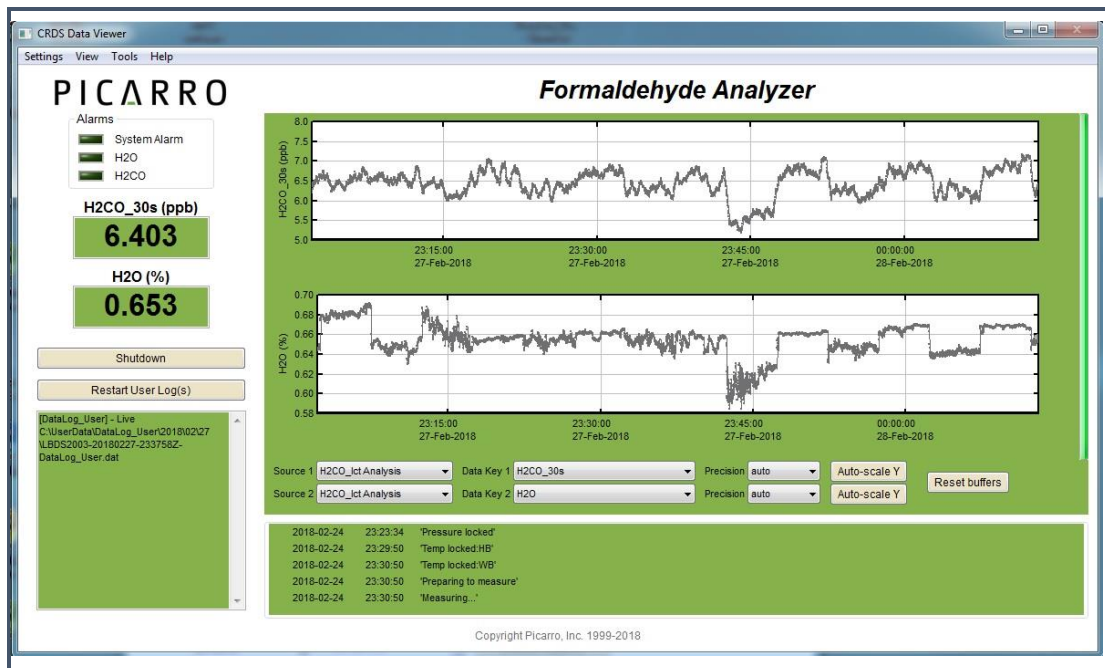 CRDS Data Viewer
Settings View Tools Help
PICARRO
Formaldehyde Analyzer
Alarms
System Alarm
H2O
H2CO
H2CO_30s (ppb)
6.403
H2O (%)
0.653
Shutdown
Restart User Log(s)
[DataLog_User] - Live
C:\UserData\DataLog_User\2018\02\27
\LBDS2003-20180227-233758Z-
DataLog_User.dat
H2CO_30s (ppb)
8.0
7.5
7.0
6.5
6.0
5.5
5.0
23:15:00 23:30:00 23:45:00 00:00:00
27-Feb-2018 27-Feb-2018 27-Feb-2018 28-Feb-2018
H2O (%)
0.70
0.68
0.66
0.64
0.62
0.60
0.58
23:15:00 23:30:00 23:45:00 00:00:00
27-Feb-2018 27-Feb-2018 27-Feb-2018 28-Feb-2018
Source 1 H2CO_Ict Analysis Data Key 1 H2CO_30s Precision auto Auto-scale Y
Source 2 H2CO_Ict Analysis Data Key 2 H2O Precision auto Auto-scale Y
Reset buffers
2018-02-24 23:23:34 'Pressure locked'
2018-02-24 23:29:50 'Temp locked:HB'
2018-02-24 23:30:50 'Temp locked:WB'
2018-02-24 23:30:50 'Preparing to measure'
2018-02-24 23:30:50 'Measuring...'
Copyright Picarro, Inc. 1999-2018